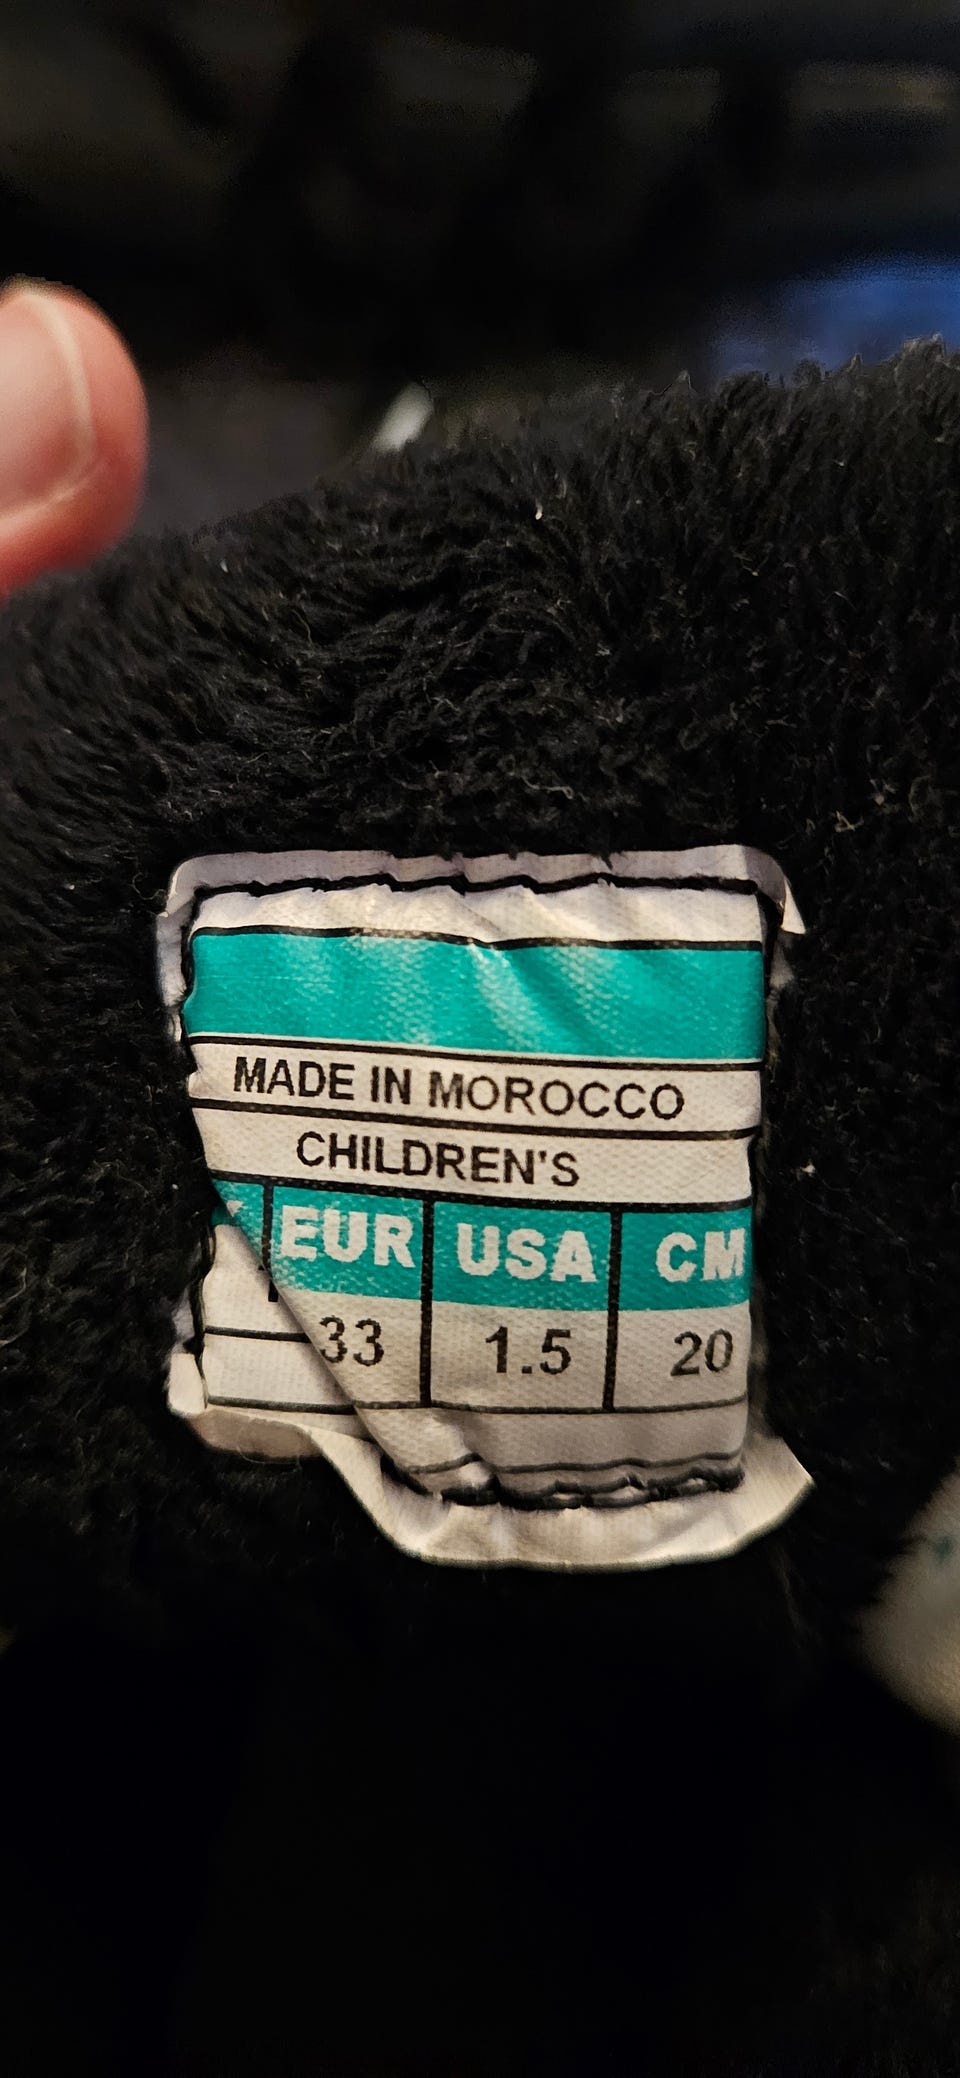 MADE IN MOROCCO
CHILDREN'S
EUR USA CM
33 1.5 20